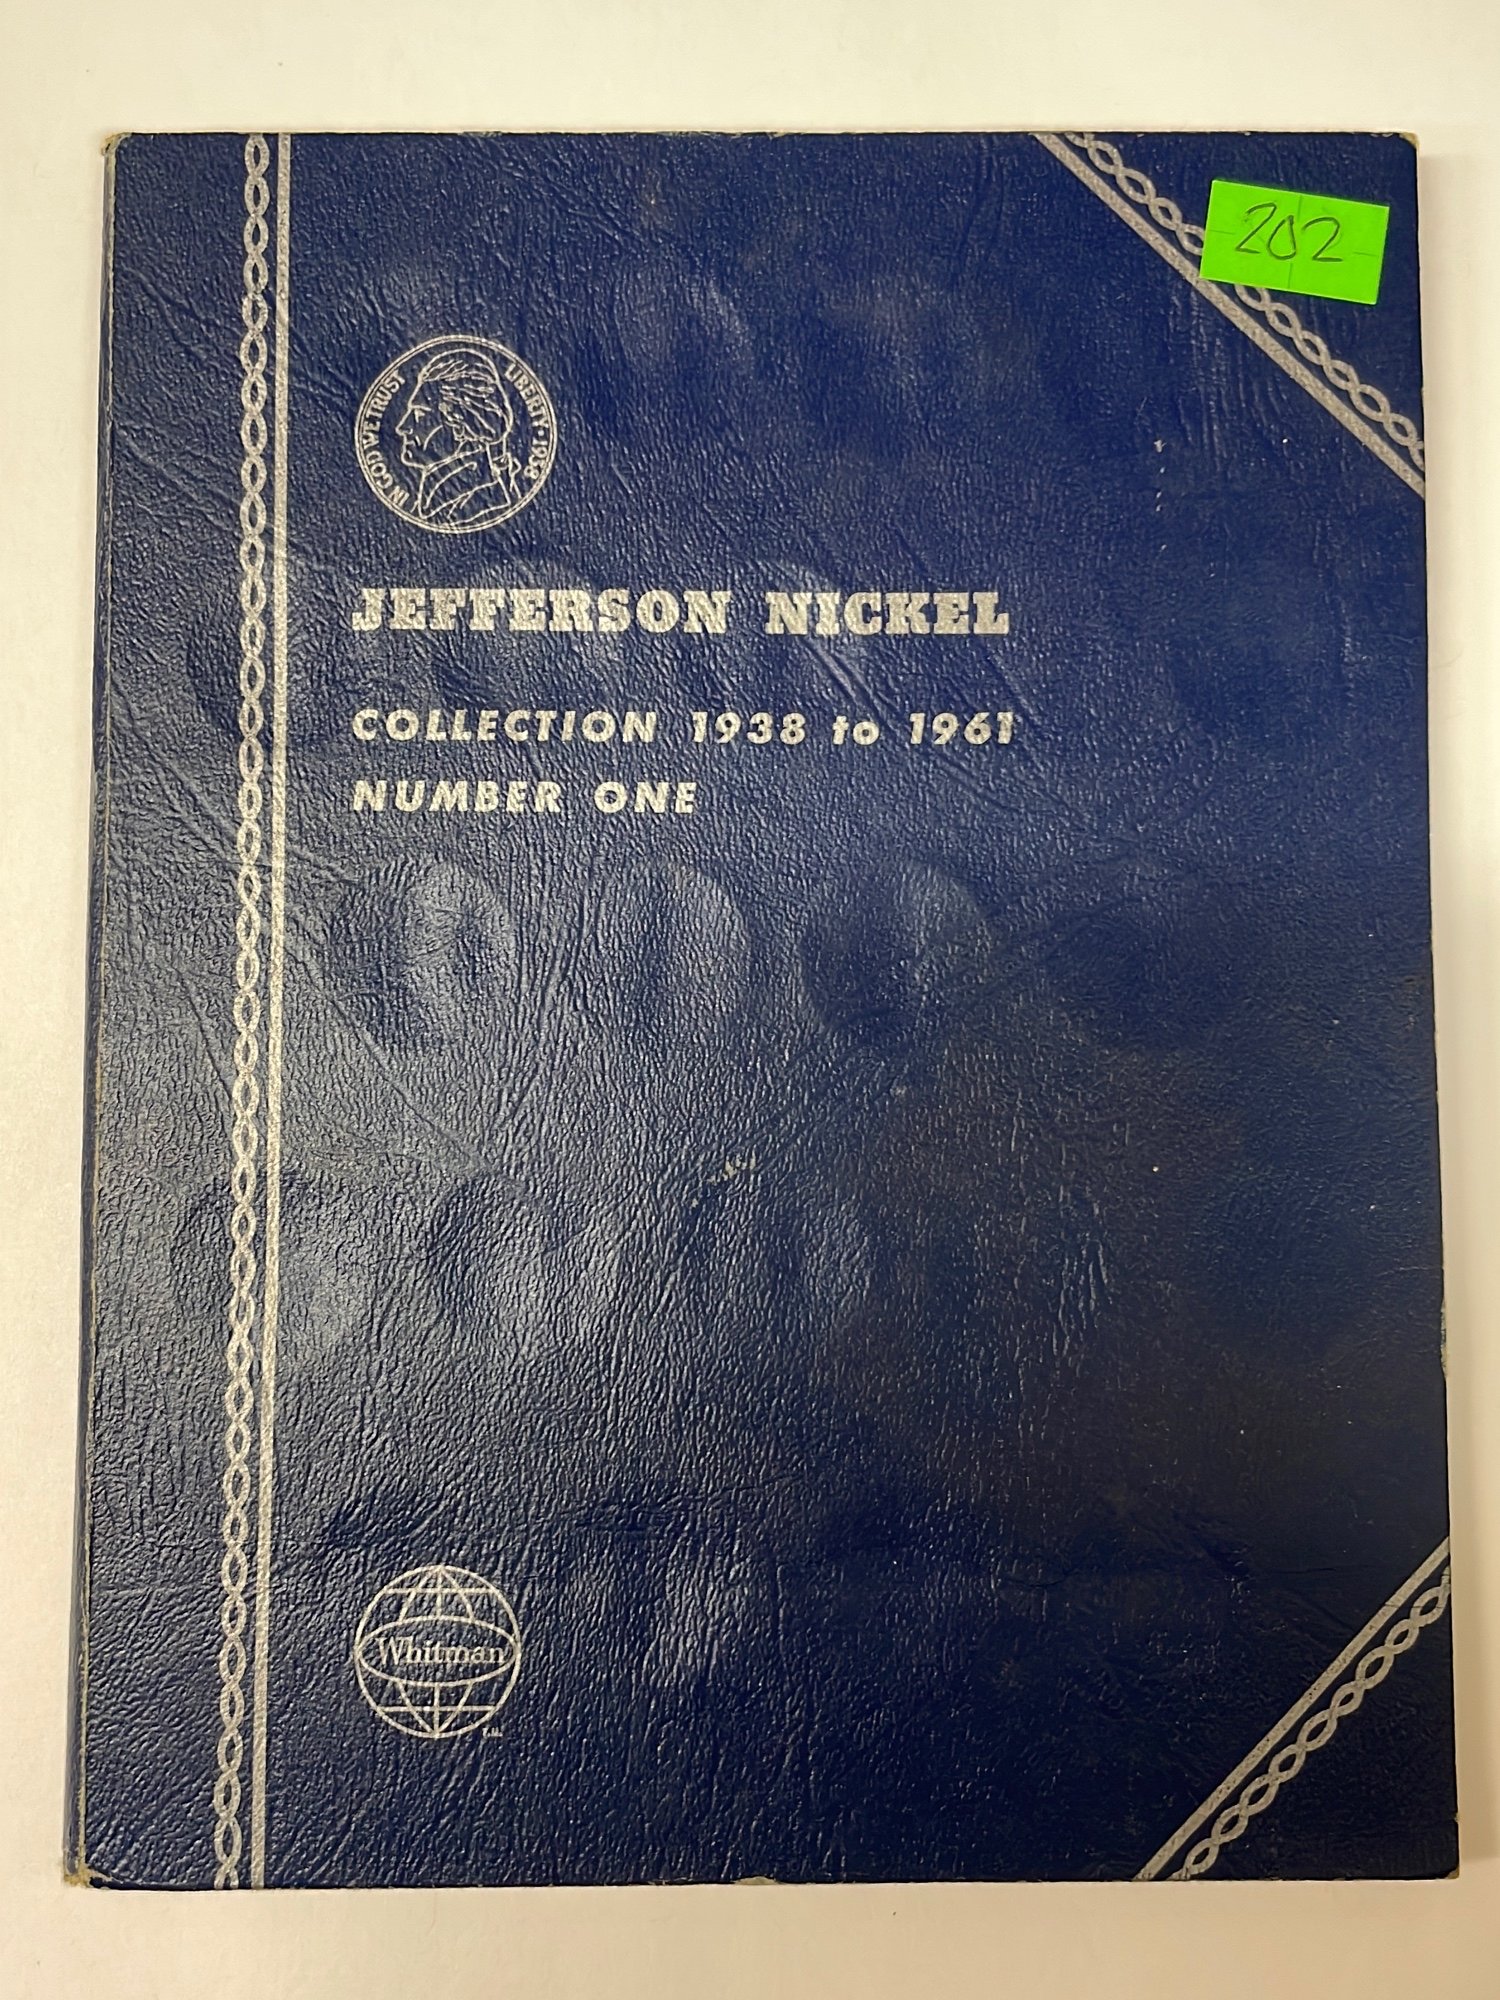 202
IN GOD WE TRUST LIBERTY · 1938
JEFFERSON NICKEL
COLLECTION 1938 to 1961
NUMBER ONE
Whitman
T.M.